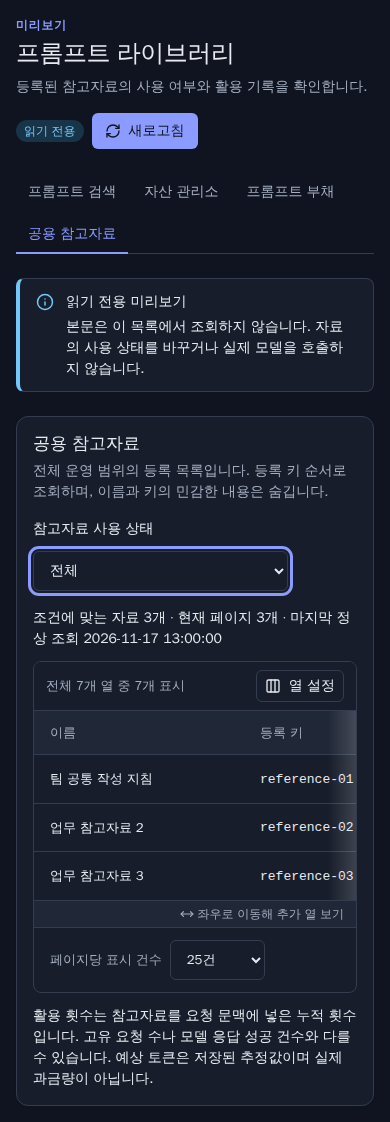 미리보기
프롬프트 라이브러리
등록된 참고자료의 사용 여부와 활용 기록을 확인합니다.
읽기 전용
새로고침
프롬프트 검색
자산 관리소
프롬프트 부채
공용 참고자료
읽기 전용 미리보기
본문은 이 목록에서 조회하지 않습니다. 자료
의 사용 상태를 바꾸거나 실제 모델을 호출하
지 않습니다.
공용 참고자료
전체 운영 범위의 등록 목록입니다. 등록 키 순서로
조회하며, 이름과 키의 민감한 내용은 숨깁니다.
참고자료 사용 상태
전체
조건에 맞는 자료 3개 · 현재 페이지 3개 · 마지막 정
상 조회 2026-11-17 13:00:00
전체 7개 열 중 7개 표시
열 설정
이름 등록 키
팀 공통 작성 지침 reference-01
업무 참고자료 2 reference-02
업무 참고자료 3 reference-03
좌우로 이동해 추가 열 보기
페이지당 표시 건수 25건
활용 횟수는 참고자료를 요청 문맥에 넣은 누적 횟수
입니다. 고유 요청 수나 모델 응답 성공 건수와 다를
수 있습니다. 예상 토큰은 저장된 추정값이며 실제
과금량이 아닙니다.